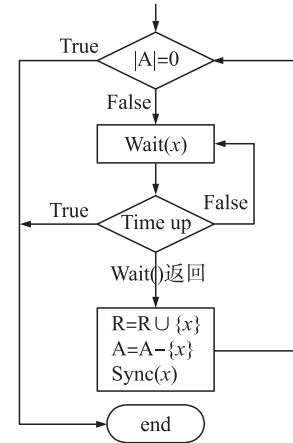 True
|A|=0
False
Wait(x)
True
Time up
False
Wait()返回
R=R∪{x}
A=A-{x}
Sync(x)
end